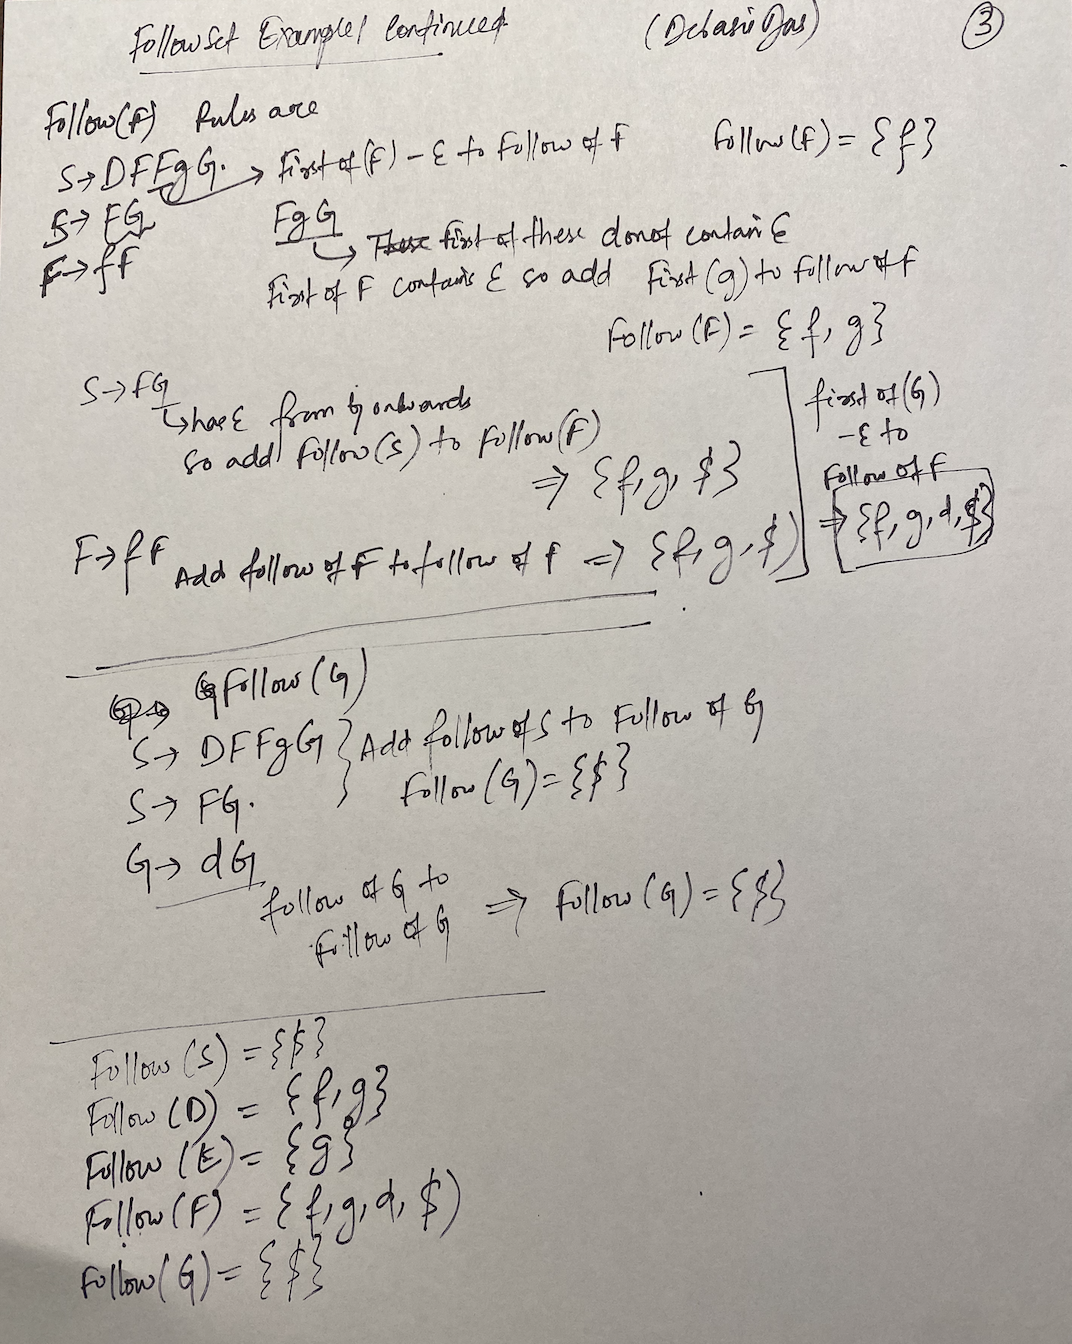 Follow Set Example 1 Continued (Debasis Das) 3
Follow(F) Rules are
S → DFFgG. → First of (F) - ε to Follow of F Follow(F) = {f}
S → FG FgG
→ First of these donot contain ε
F → fF First of F contains ε so add First(g) to Follow of F
Follow(F) = {f, g}
S → FG
↳ has ε from G onwards
so add Follow(S) to Follow(F)
⇒ {f, g, $}
F → fF Add follow of F to follow of F ⇒ {f, g, $}
first of (G)
- ε to
Follow of F
⇒ {f, g, d, $}
Follow (G)
S → DFFgG } Add follow of S to Follow of G
S → FG. Follow (G) = {$}
G → dG
follow of G to
Follow of G ⇒ Follow (G) = {$}
Follow (S) = {$}
Follow (D) = {f, g}
Follow (E) = {g}
Follow (F) = {f, g, d, $)
Follow (G) = {$}